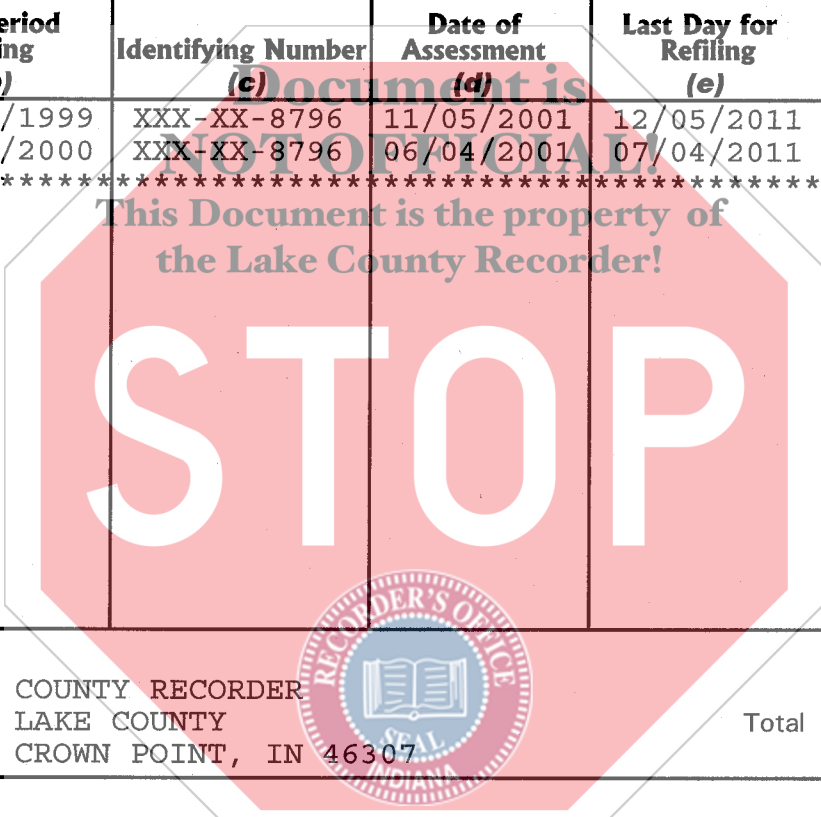 eriod
ing
Identifying Number
Date of
Assessment
Last Day for
Refiling
)
(c)
(d)
(e)
/1999 XXX-XX-8796 11/05/2001 12/05/2011
/2000 XXX-XX-8796 06/04/2001 07/04/2011
****************************************************
Document is
NOT OFFICIAL!
This Document is the property of
the Lake County Recorder!
STOP
COUNTY RECORDER
LAKE COUNTY
CROWN POINT, IN 46307
Total
RECORDER'S OFFICE
SEAL
INDIANA